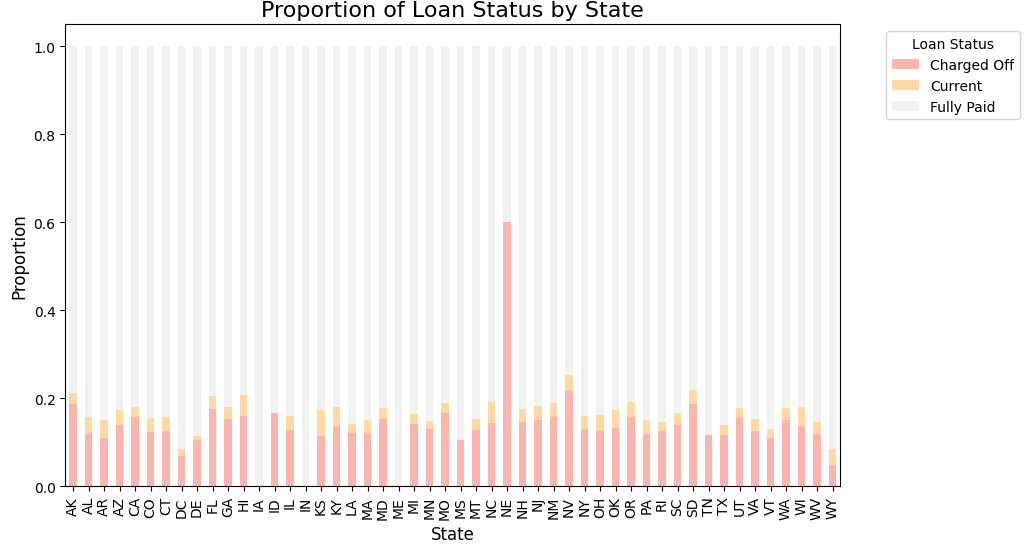 Proportion of Loan Status by State
Loan Status
Charged Off
Current
Fully Paid
Proportion
1.0
0.8
0.6
0.4
0.2
0.0
AK AL AR AZ CA CO CT DC DE FL GA HI IA ID IL IN KS KY LA MA MD ME MI MN MO MS MT NC NE NH NJ NM NV NY OH OK OR PA RI SC SD TN TX UT VA VT WA WI WV WY
State